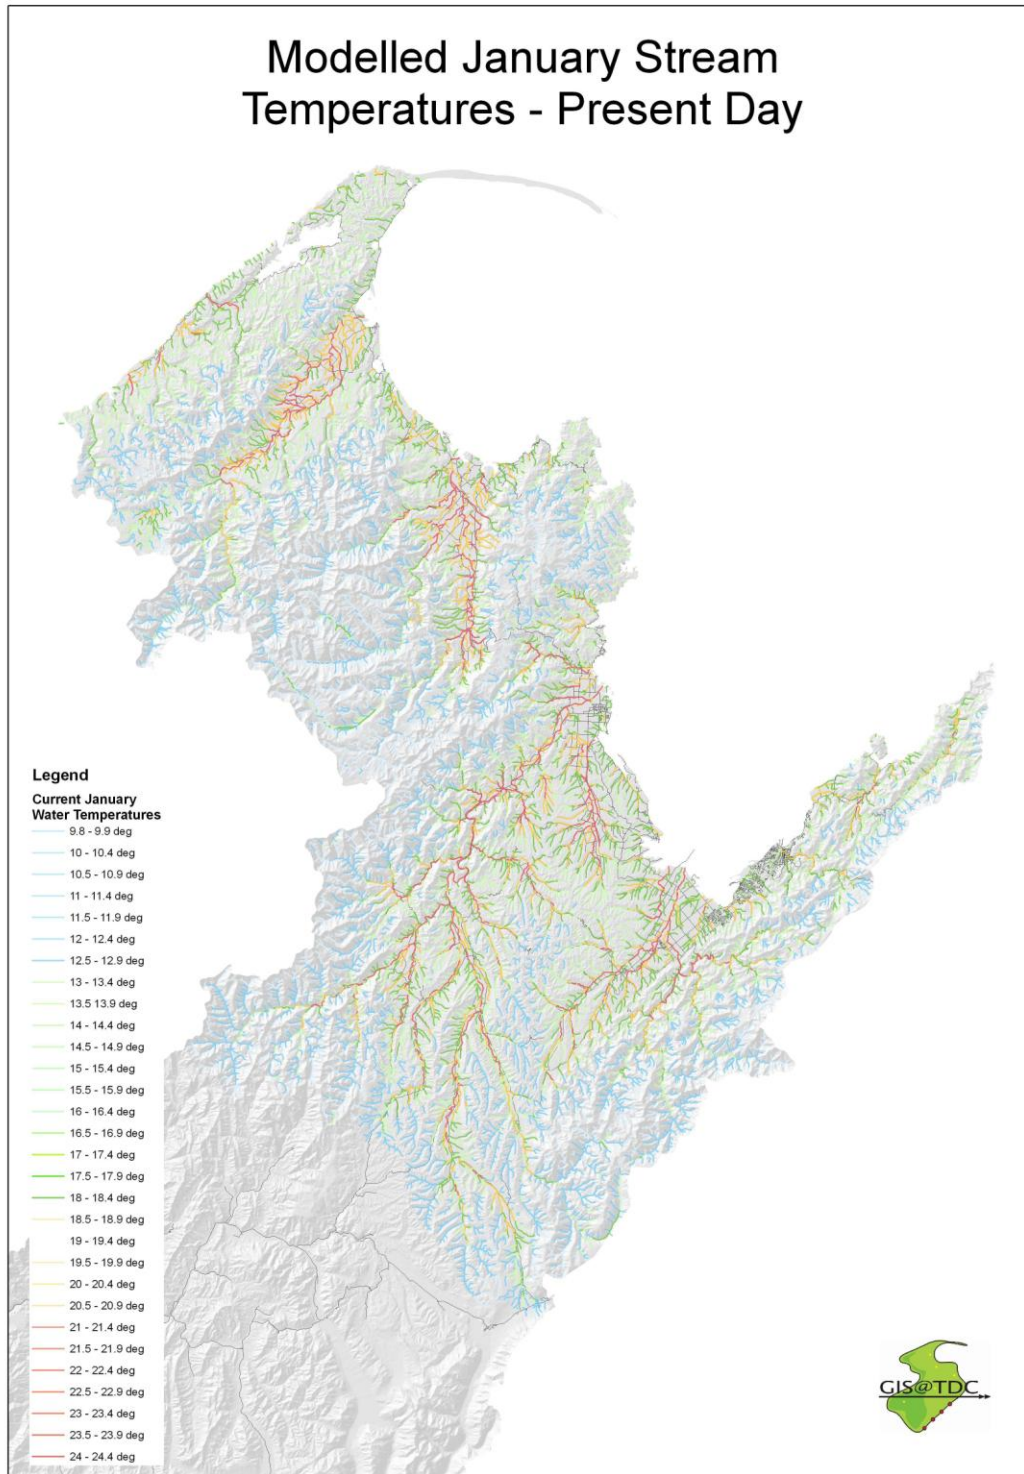 Modelled January Stream
Temperatures - Present Day
Legend
Current January
Water Temperatures
9.8 - 9.9 deg
10 - 10.4 deg
10.5 - 10.9 deg
11 - 11.4 deg
11.5 - 11.9 deg
12 - 12.4 deg
12.5 - 12.9 deg
13 - 13.4 deg
13.5 13.9 deg
14 - 14.4 deg
14.5 - 14.9 deg
15 - 15.4 deg
15.5 - 15.9 deg
16 - 16.4 deg
16.5 - 16.9 deg
17 - 17.4 deg
17.5 - 17.9 deg
18 - 18.4 deg
18.5 - 18.9 deg
19 - 19.4 deg
19.5 - 19.9 deg
20 - 20.4 deg
20.5 - 20.9 deg
21 - 21.4 deg
21.5 - 21.9 deg
22 - 22.4 deg
22.5 - 22.9 deg
23 - 23.4 deg
23.5 - 23.9 deg
24 - 24.4 deg
GIS@TDC